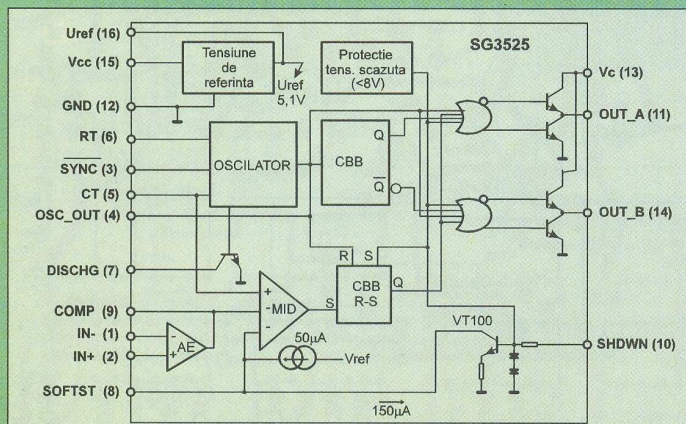 SG3525
Uref (16)
Vcc (15)
GND (12)
RT (6)
SYNC (3)
CT (5)
OSC_OUT (4)
DISCHG (7)
COMP (9)
IN- (1)
IN+ (2)
SOFTST (8)
Tensiune
de
referinta
Uref
5,1V
Protectie
tens. scazuta
(<8V)
OSCILATOR
Q
CBB
Q
R
S
S
CBB
R-S
Q
+
-
-
MID
-
+
AE
50µA
Vref
VT100
150µA
Vc (13)
OUT_A (11)
OUT_B (14)
SHDWN (10)